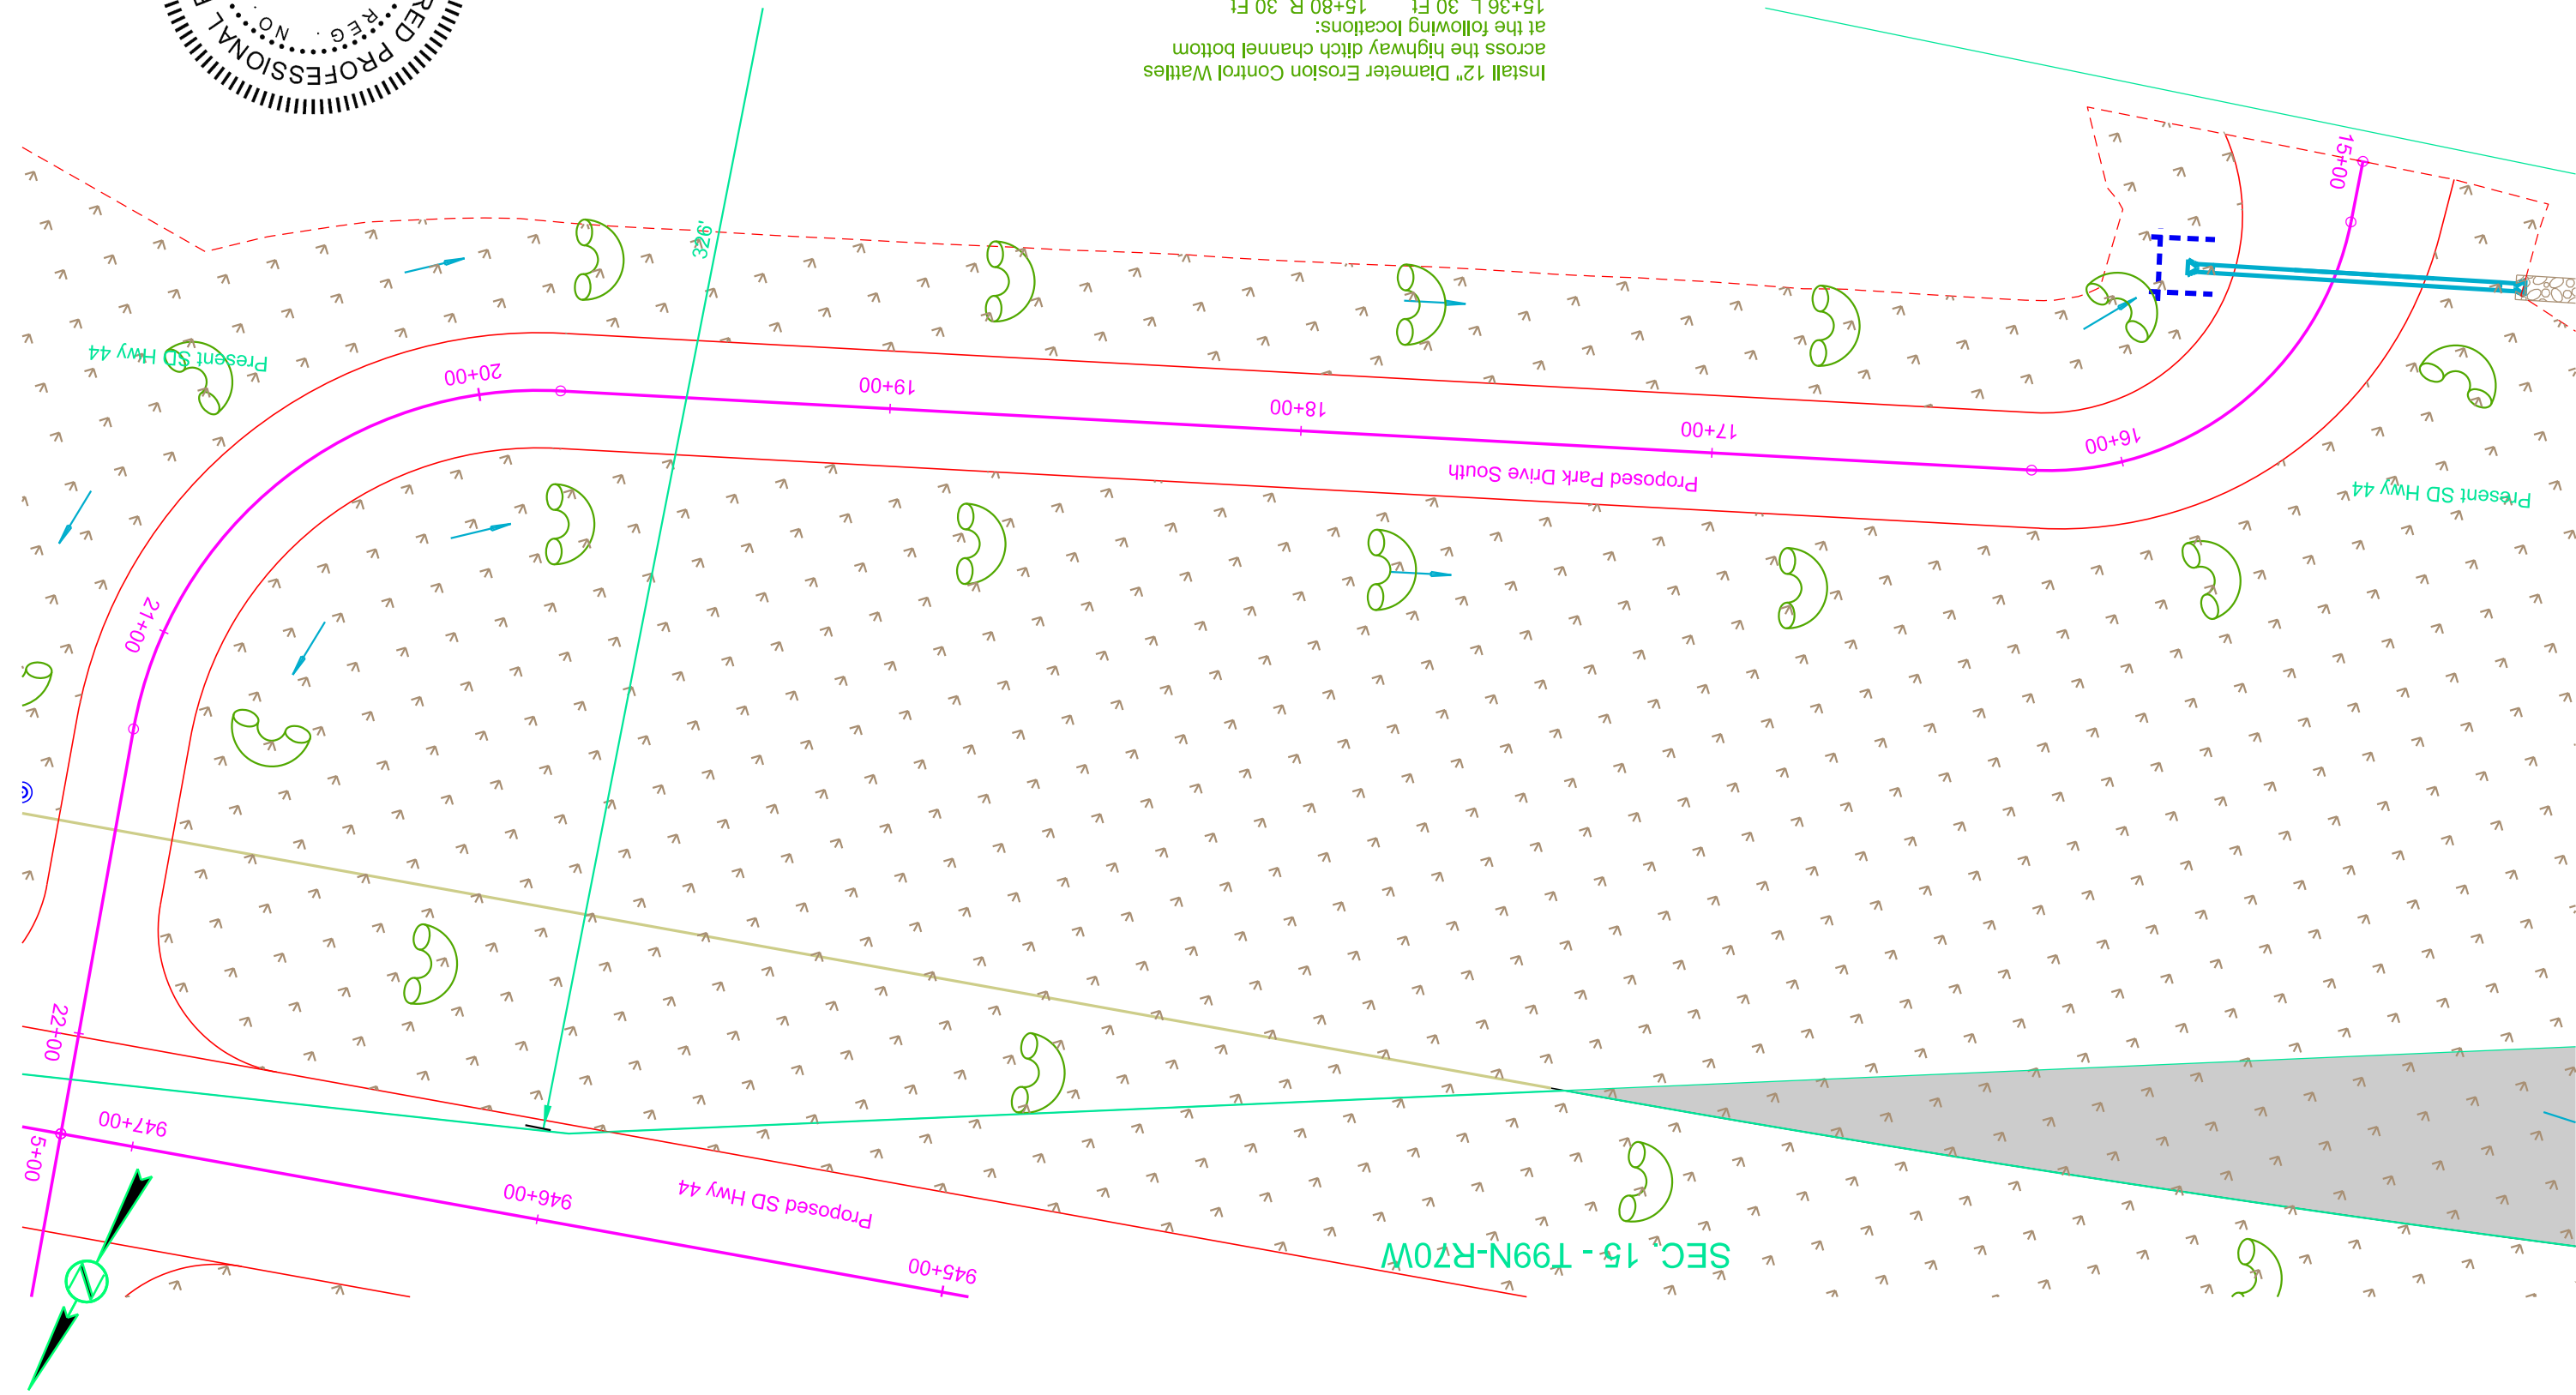 Install 12" Diameter Erosion Control Wattles
across the highway ditch channel bottom
at the following locations:
15+36 L 30 Ft 15+80 R 30 Ft
RED PROFESSIONAL
REG. NO.
326'
15+00
16+00
17+00
18+00
19+00
20+00
21+00
22+00
Proposed Park Drive South
Present SD Hwy 44
Present SD Hwy 44
SEC. 15 - T99N-R70W
945+00
946+00
947+00
Proposed SD Hwy 44
5+00
N